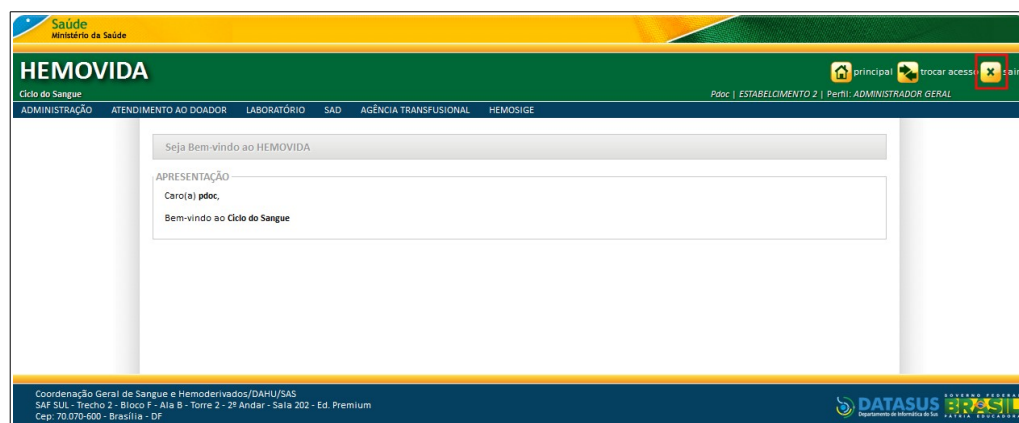 Saúde
Ministério da Saúde
HEMOVIDA
Ciclo do Sangue
principal trocar acesso sair
Pdoc | ESTABELCIMENTO 2 | Perfil: ADMINISTRADOR GERAL
ADMINISTRAÇÃO ATENDIMENTO AO DOADOR LABORATÓRIO SAD AGÊNCIA TRANSFUSIONAL HEMOSIGE
Seja Bem-vindo ao HEMOVIDA
APRESENTAÇÃO
Caro(a) pdoc,
Bem-vindo ao Ciclo do Sangue
Coordenação Geral de Sangue e Hemoderivados/DAHU/SAS
SAF SUL - Trecho 2 - Bloco F - Ala B - Torre 2 - 2º Andar - Sala 202 - Ed. Premium
Cep: 70.070-600 - Brasília - DF
DATASUS
Departamento de Informática do Sus
GOVERNO FEDERAL
BRASIL
PÁTRIA EDUCADORA